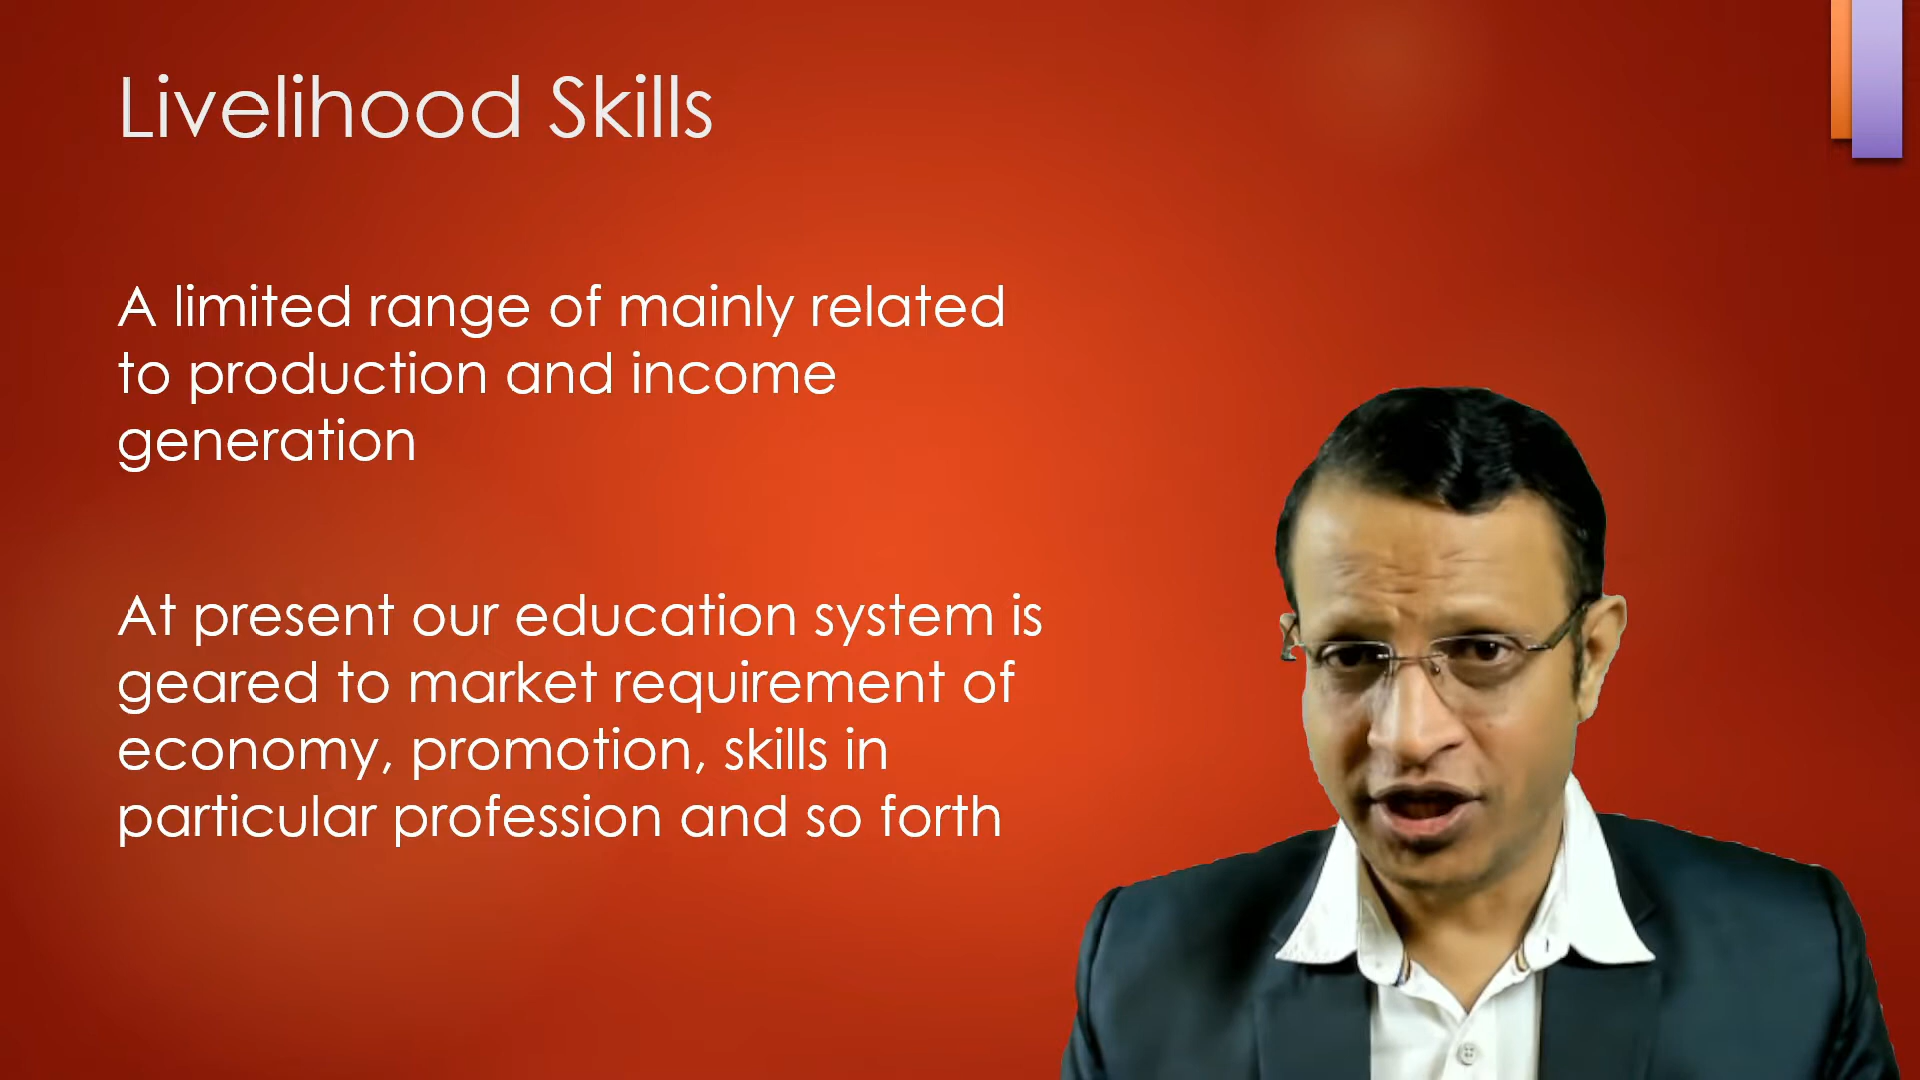 Livelihood Skills
A limited range of mainly related
to production and income
generation
At present our education system is
geared to market requirement of
economy, promotion, skills in
particular profession and so forth